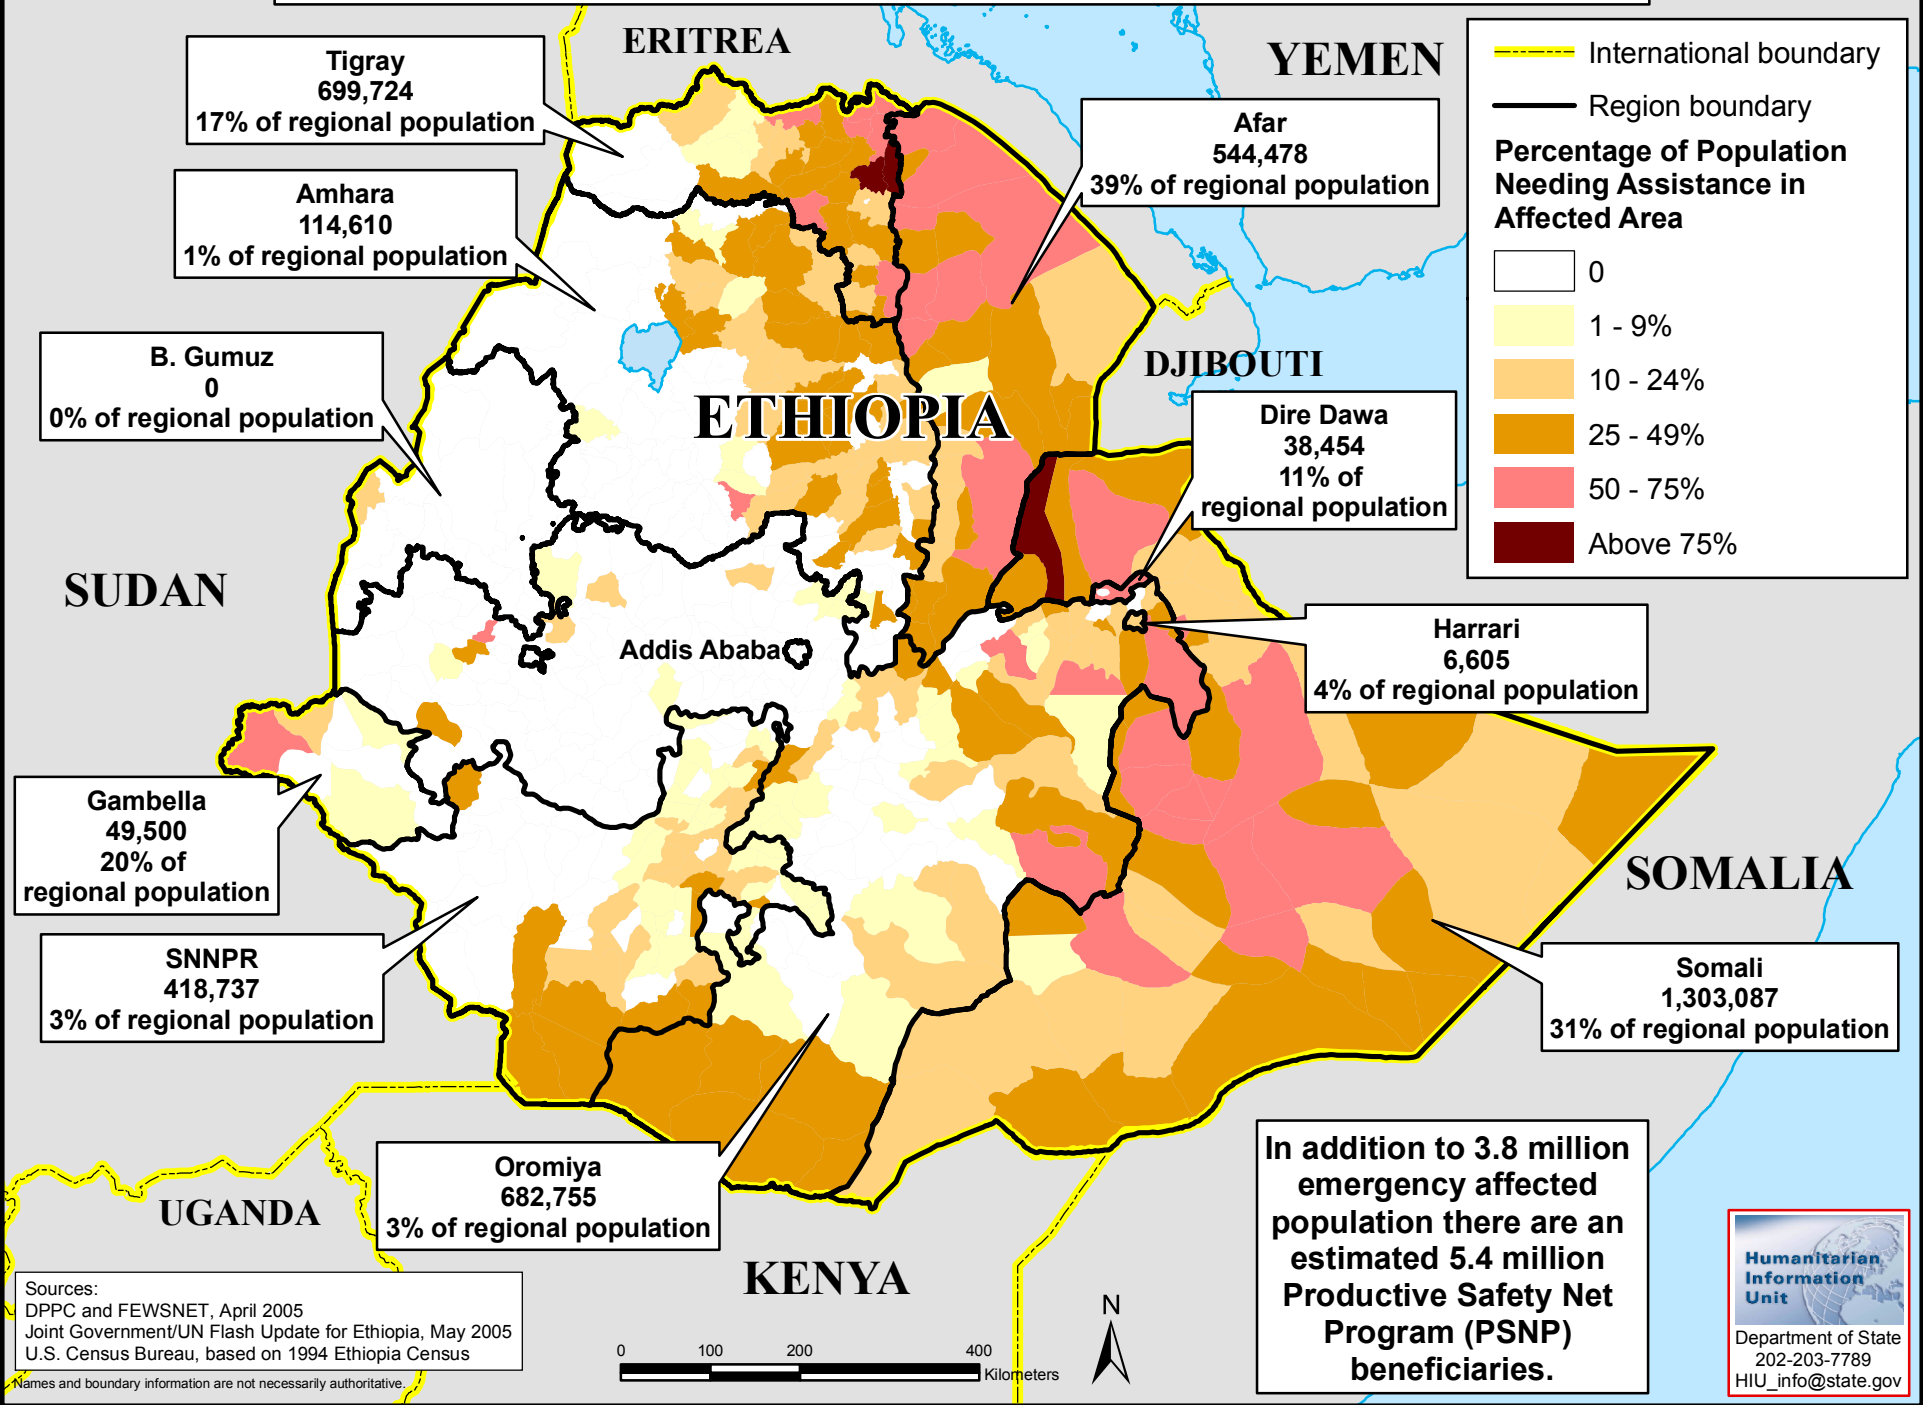 ERITREA
YEMEN
Tigray
699,724
17% of regional population
Afar
544,478
39% of regional population
International boundary
Region boundary
Percentage of Population
Needing Assistance in
Affected Area
0
1 - 9%
10 - 24%
25 - 49%
50 - 75%
Above 75%
Amhara
114,610
1% of regional population
B. Gumuz
0
0% of regional population
DJIBOUTI
ETHIOPIA
Dire Dawa
38,454
11% of
regional population
SUDAN
Addis Ababa
Harrari
6,605
4% of regional population
Gambella
49,500
20% of
regional population
SOMALIA
SNNPR
418,737
3% of regional population
Somali
1,303,087
31% of regional population
Oromiya
682,755
3% of regional population
UGANDA
KENYA
In addition to 3.8 million
emergency affected
population there are an
estimated 5.4 million
Productive Safety Net
Program (PSNP)
beneficiaries.
Sources:
DPPC and FEWSNET, April 2005
Joint Government/UN Flash Update for Ethiopia, May 2005
U.S. Census Bureau, based on 1994 Ethiopia Census
Names and boundary information are not necessarily authoritative.
0 100 200 400
Kilometers
N
Humanitarian
Information
Unit
Department of State
202-203-7789
HIU_info@state.gov